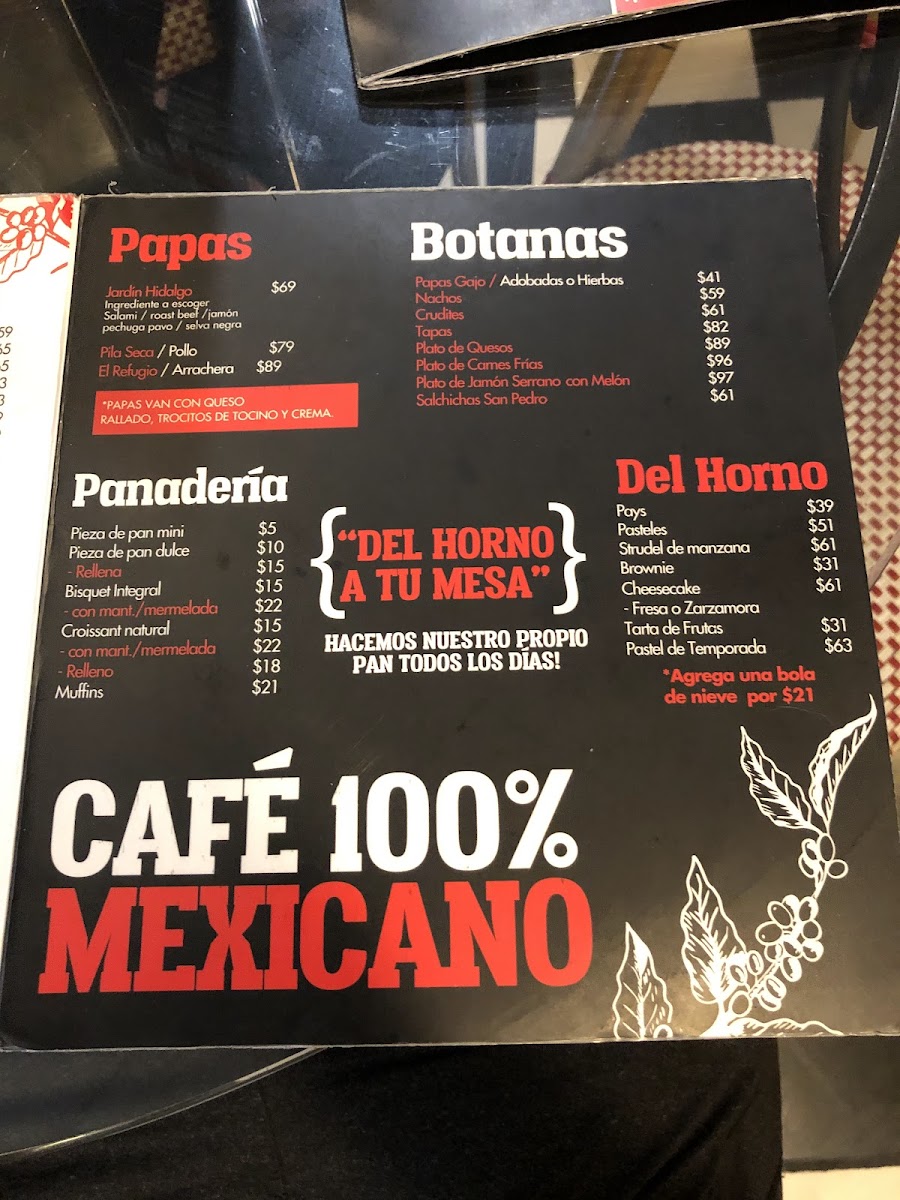 Papas
Jardín Hidalgo $69
Ingrediente a escoger
Salami / roast beef /jamón
pechuga pavo / selva negra
Pila Seca / Pollo $79
El Refugio / Arrachera $89
*PAPAS VAN CON QUESO
RALLADO, TROCITOS DE TOCINO Y CREMA.
Botanas
Papas Gajo / Adobadas o Hierbas $41
Nachos $59
Crudites $61
Tapas $82
Plato de Quesos $89
Plato de Carnes Frías $96
Plato de Jamón Serrano con Melón $97
Salchichas San Pedro $61
Panadería
Pieza de pan mini $5
Pieza de pan dulce $10
- Rellena $15
Bisquet Integral $15
- con mant./mermelada $22
Croissant natural $15
- con mant./mermelada $22
- Relleno $18
Muffins $21
{"DEL HORNO
A TU MESA"}
HACEMOS NUESTRO PROPIO
PAN TODOS LOS DÍAS!
Del Horno
Pays $39
Pasteles $51
Strudel de manzana $61
Brownie $31
Cheesecake $61
- Fresa o Zarzamora
Tarta de Frutas $31
Pastel de Temporada $63
*Agrega una bola
de nieve por $21
CAFÉ 100%
MEXICANO